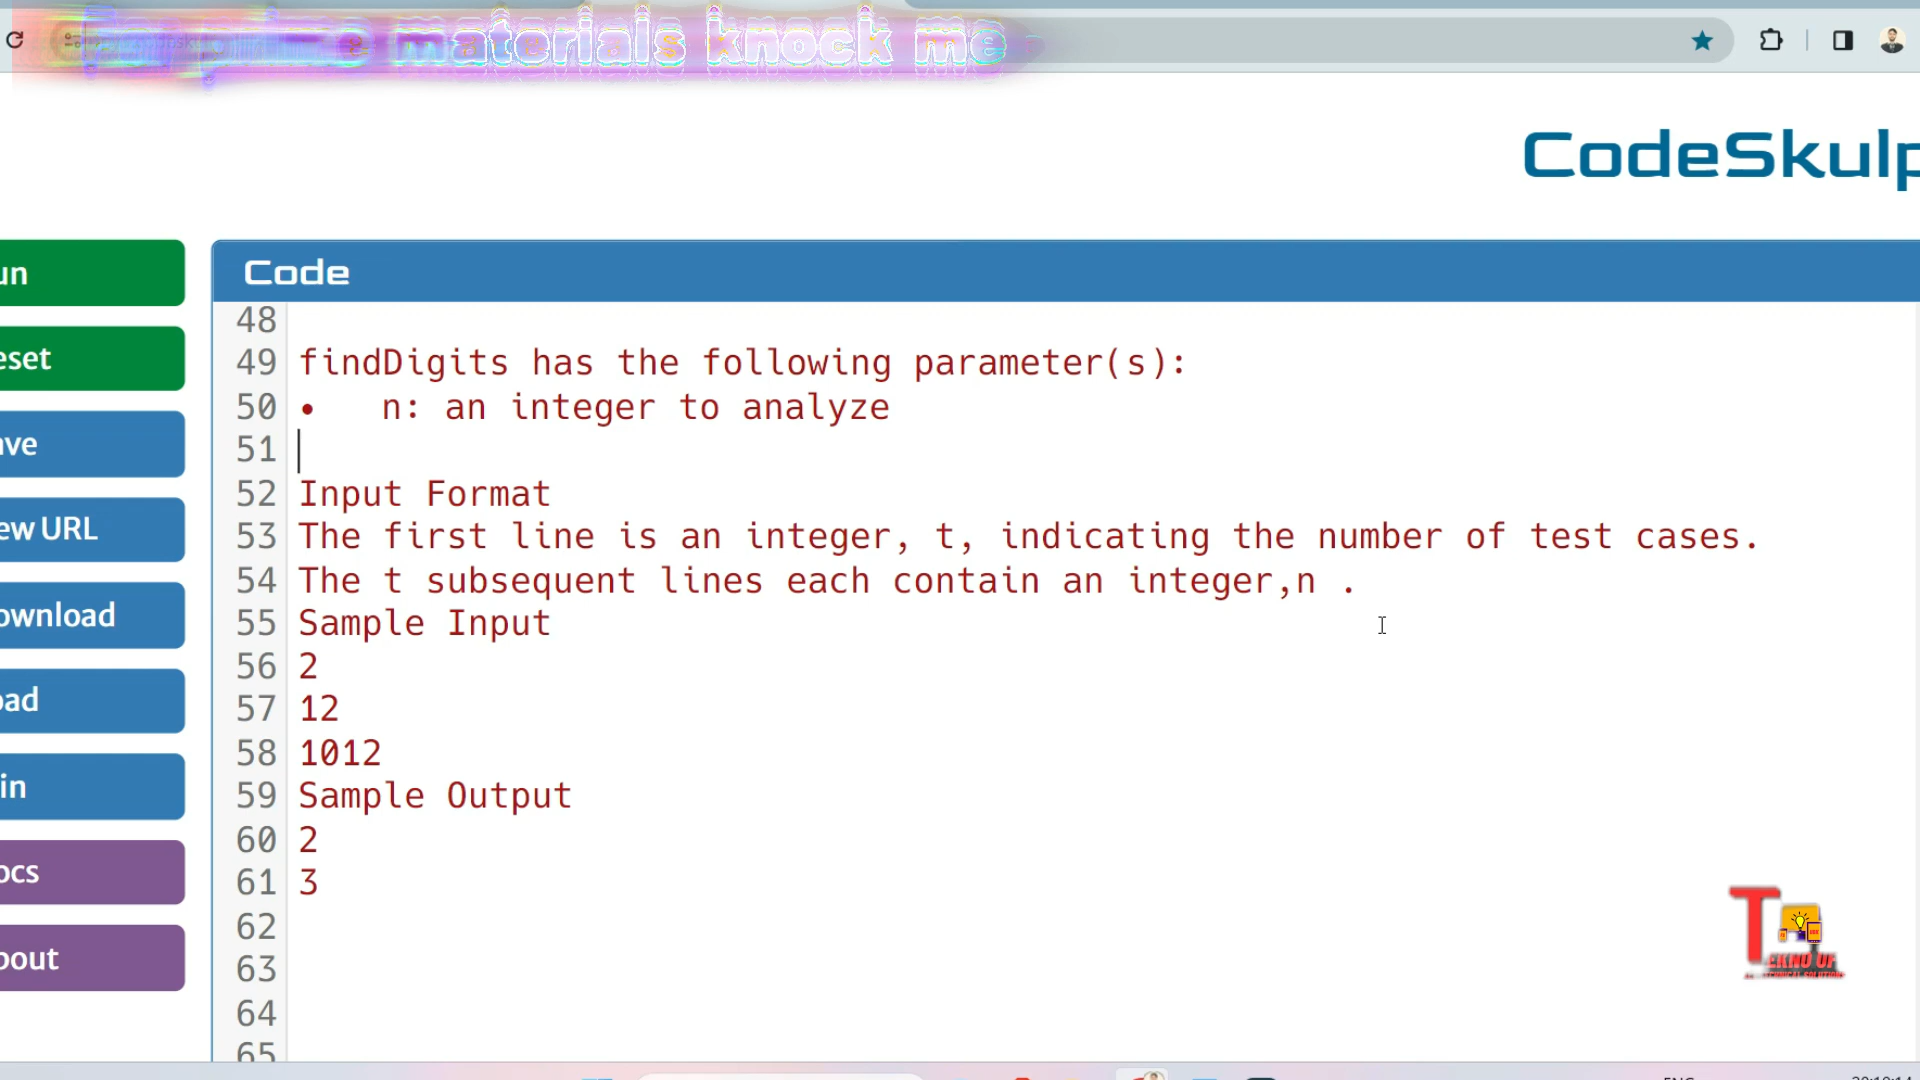 materials knock me
CodeSkulp
un
Code
eset
ave
ew URL
ownload
oad
in
ocs
bout
48
49 findDigits has the following parameter(s):
50 • n: an integer to analyze
51
52 Input Format
53 The first line is an integer, t, indicating the number of test cases.
54 The t subsequent lines each contain an integer,n .
55 Sample Input
56 2
57 12
58 1012
59 Sample Output
60 2
61 3
62
63
64
65